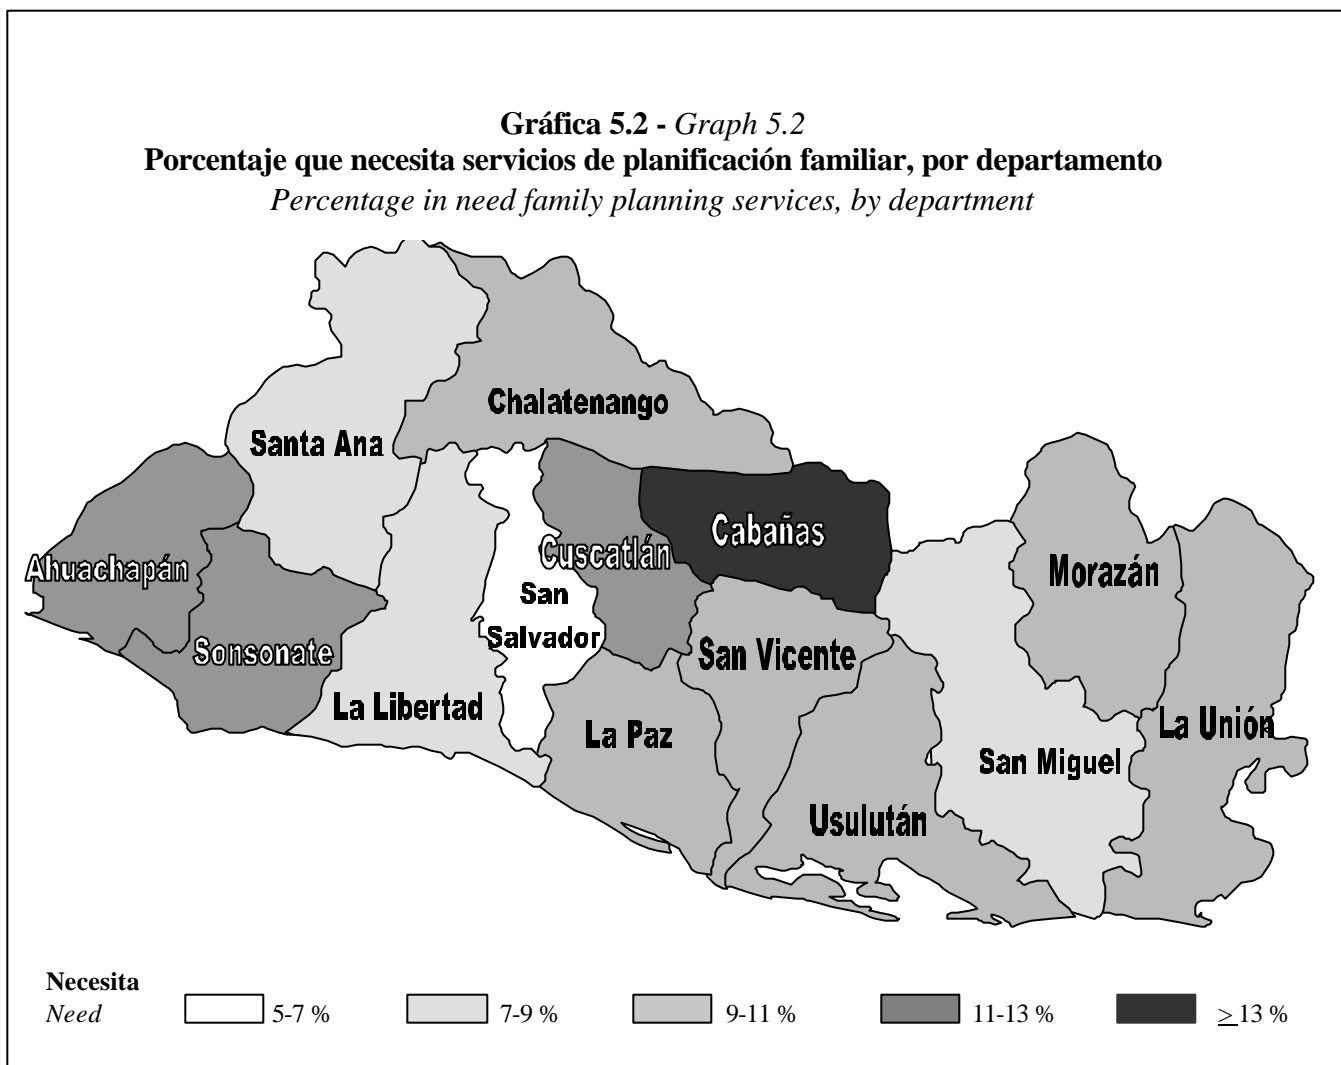 Gráfica 5.2 - Graph 5.2
Porcentaje que necesita servicios de planificación familiar, por departamento
Percentage in need family planning services, by department
Chalatenango
Santa Ana
Cabañas
Cuscatlán
Ahuachapán
Morazán
San
Salvador
Sonsonate
San Vicente
La Libertad
La Paz
La Unión
San Miguel
Usulután
Necesita
Need 5-7 % 7-9 % 9-11 % 11-13 % > 13 %